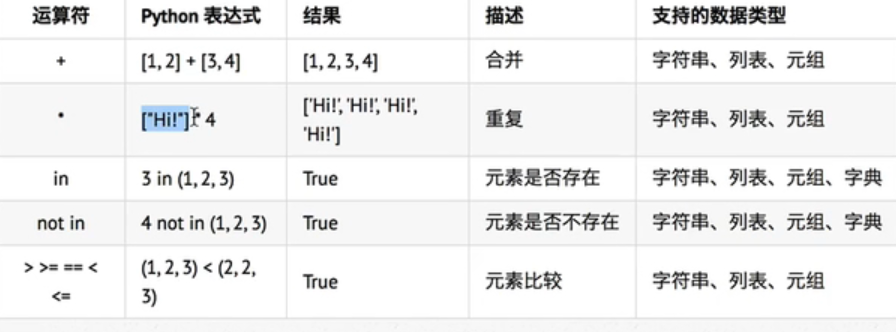 运算符 Python 表达式 结果 描述 支持的数据类型
+ [1, 2] + [3, 4] [1, 2, 3, 4] 合并 字符串、列表、元组
* ["Hi!"] * 4 ['Hi!', 'Hi!', 'Hi!', 'Hi!'] 重复 字符串、列表、元组
in 3 in (1, 2, 3) True 元素是否存在 字符串、列表、元组、字典
not in 4 not in (1, 2, 3) True 元素是否不存在 字符串、列表、元组、字典
> >= == < <= (1, 2, 3) < (2, 2, 3) True 元素比较 字符串、列表、元组